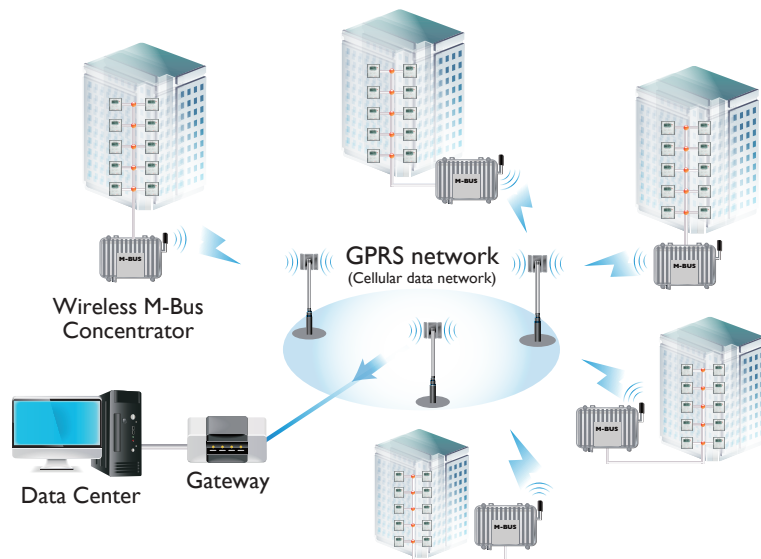 M-BUS
M-BUS
M-BUS
GPRS network
(Cellular data network)
Wireless M-Bus
Concentrator
M-BUS
Data Center
Gateway
M-BUS